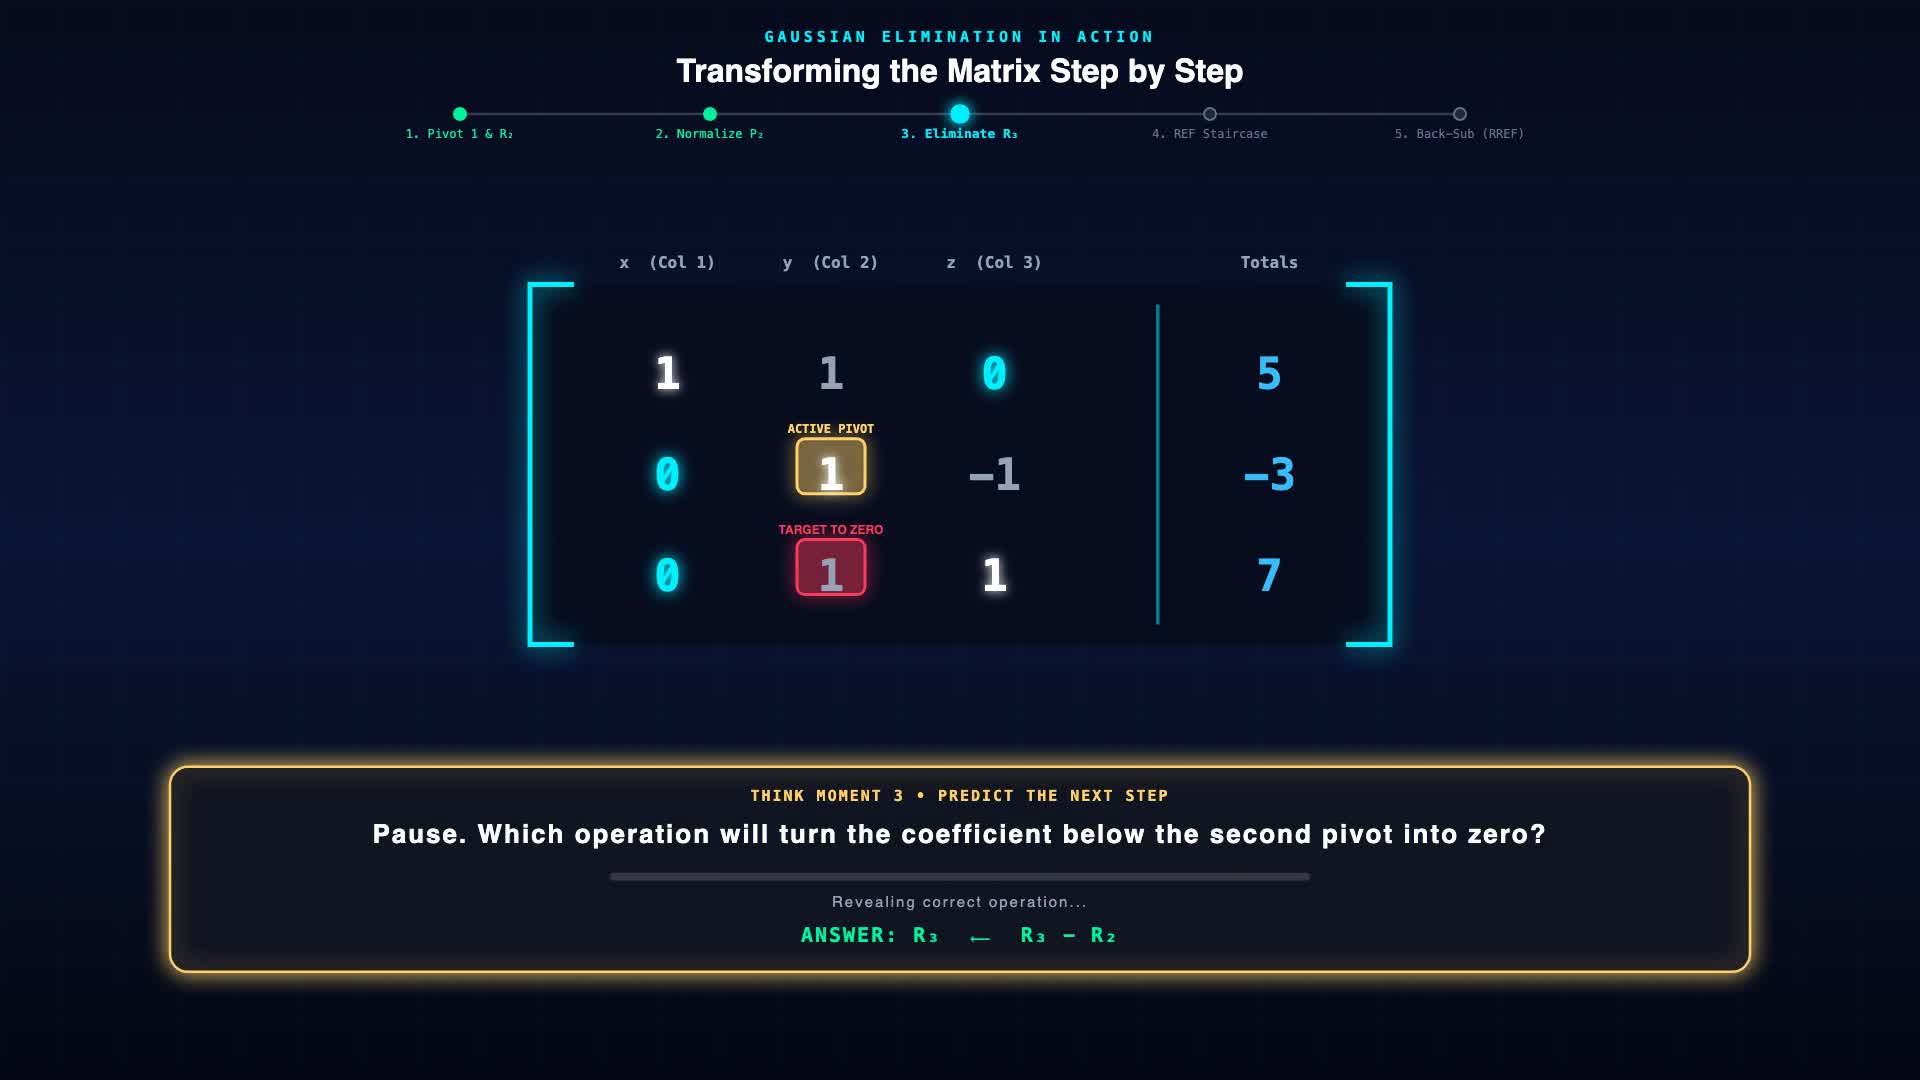 GAUSSIAN ELIMINATION IN ACTION
Transforming the Matrix Step by Step
1. Pivot 1 & R₂ 2. Normalize P₂ 3. Eliminate R₃ 4. REF Staircase 5. Back–Sub (RREF)
x (Col 1) y (Col 2) z (Col 3) Totals
1 1 0 5
ACTIVE PIVOT
0 1 −1 −3
TARGET TO ZERO
0 1 1 7
THINK MOMENT 3 • PREDICT THE NEXT STEP
Pause. Which operation will turn the coefficient below the second pivot into zero?
Revealing correct operation...
ANSWER: R₃ ⟵ R₃ − R₂